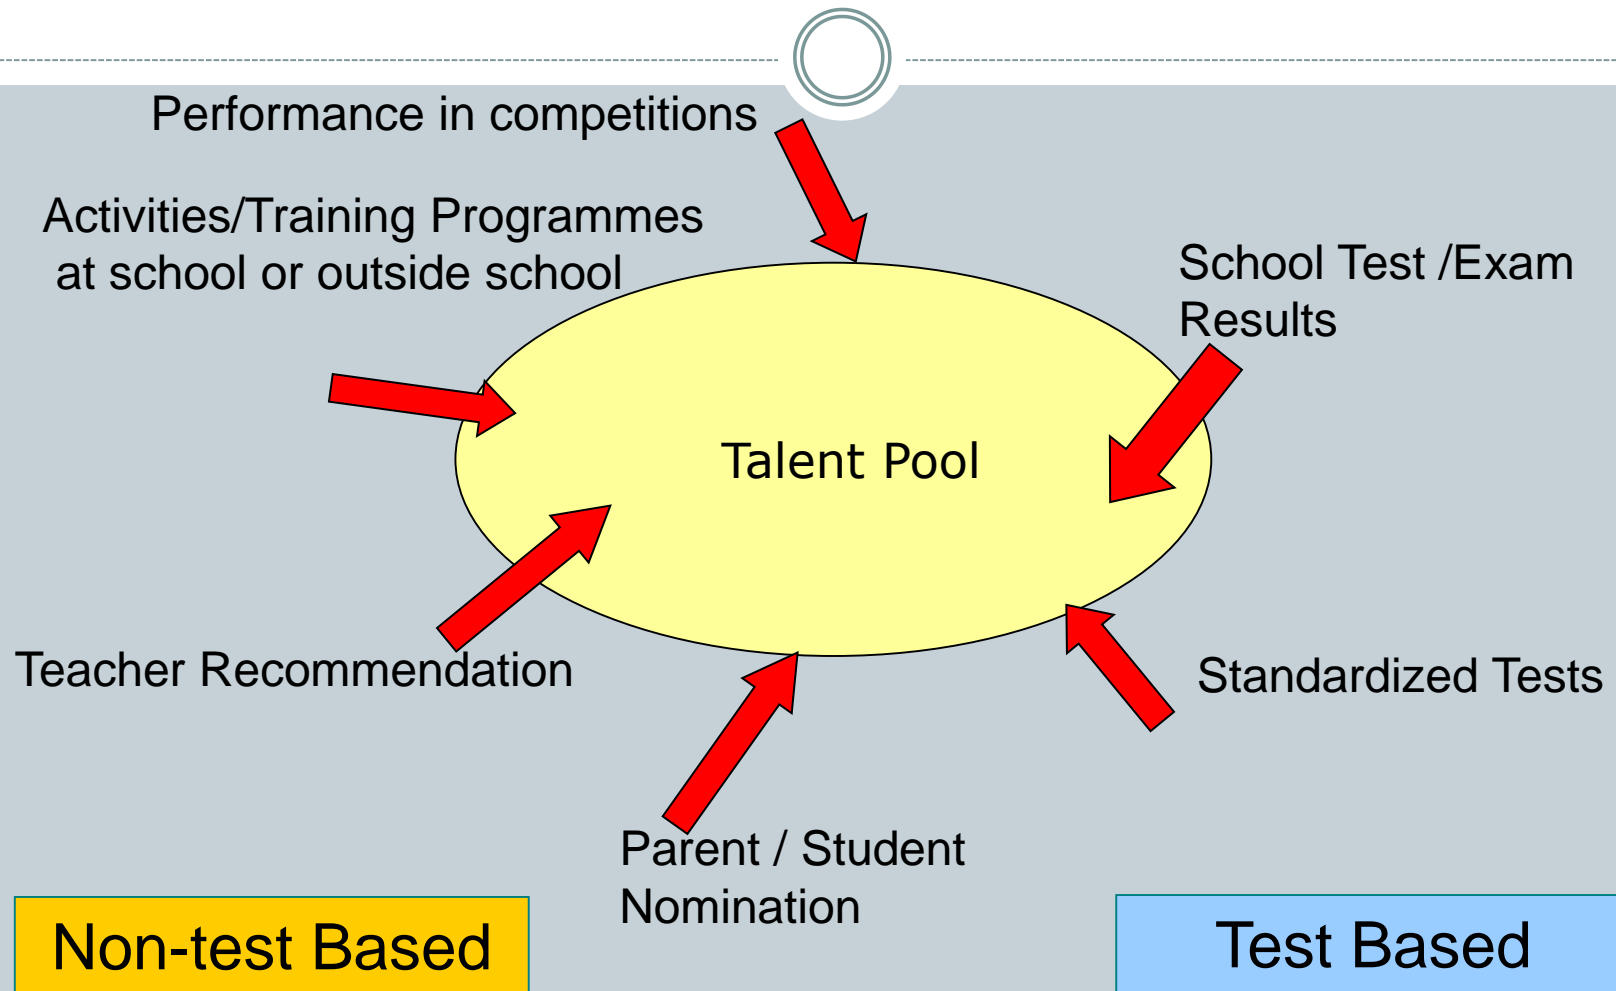 Performance in competitions
Activities/Training Programmes
at school or outside school
School Test /Exam
Results
Talent Pool
Teacher Recommendation
Standardized Tests
Parent / Student
Nomination
Non-test Based
Test Based